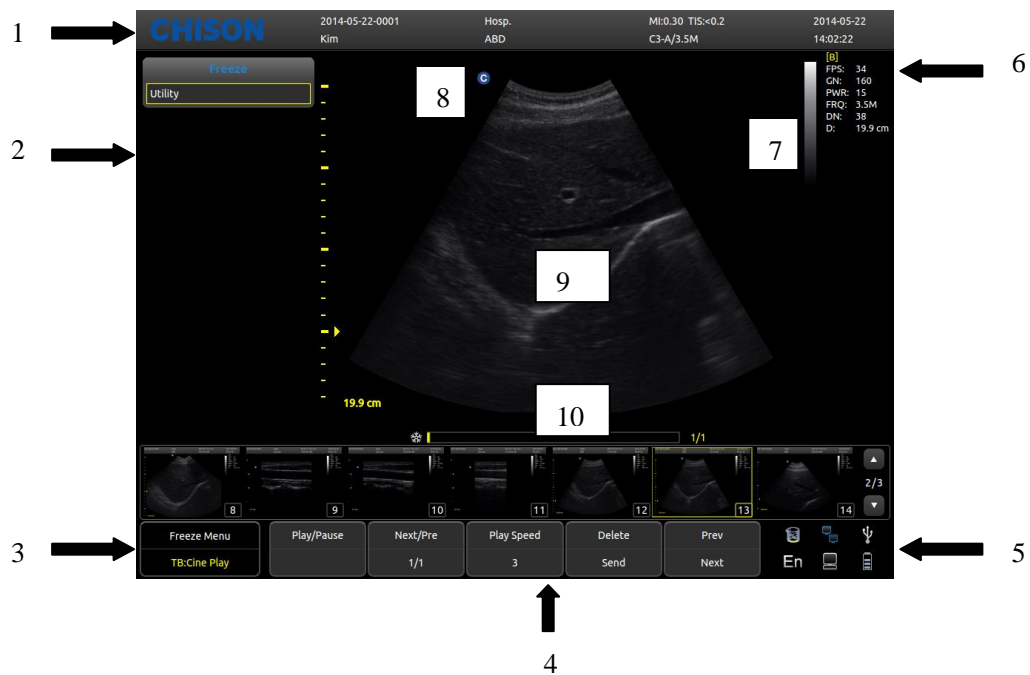 1
CHISON
2014-05-22-0001 Hosp. MI:0.30 TIS:<0.2 2014-05-22
Kim ABD C3-A/3.5M 14:02:22
6
[B]
FPS: 34
GN: 160
PWR: 15
FRQ: 3.5M
DN: 38
D: 19.9 cm
Freeze
Utility
8
C
2
7
9
19.9 cm
10
1/1
8 9 10 11 12 13 14
2/3
3
Freeze Menu Play/Pause Next/Pre Play Speed Delete Prev
TB:Cine Play 1/1 3 Send Next En
5
4